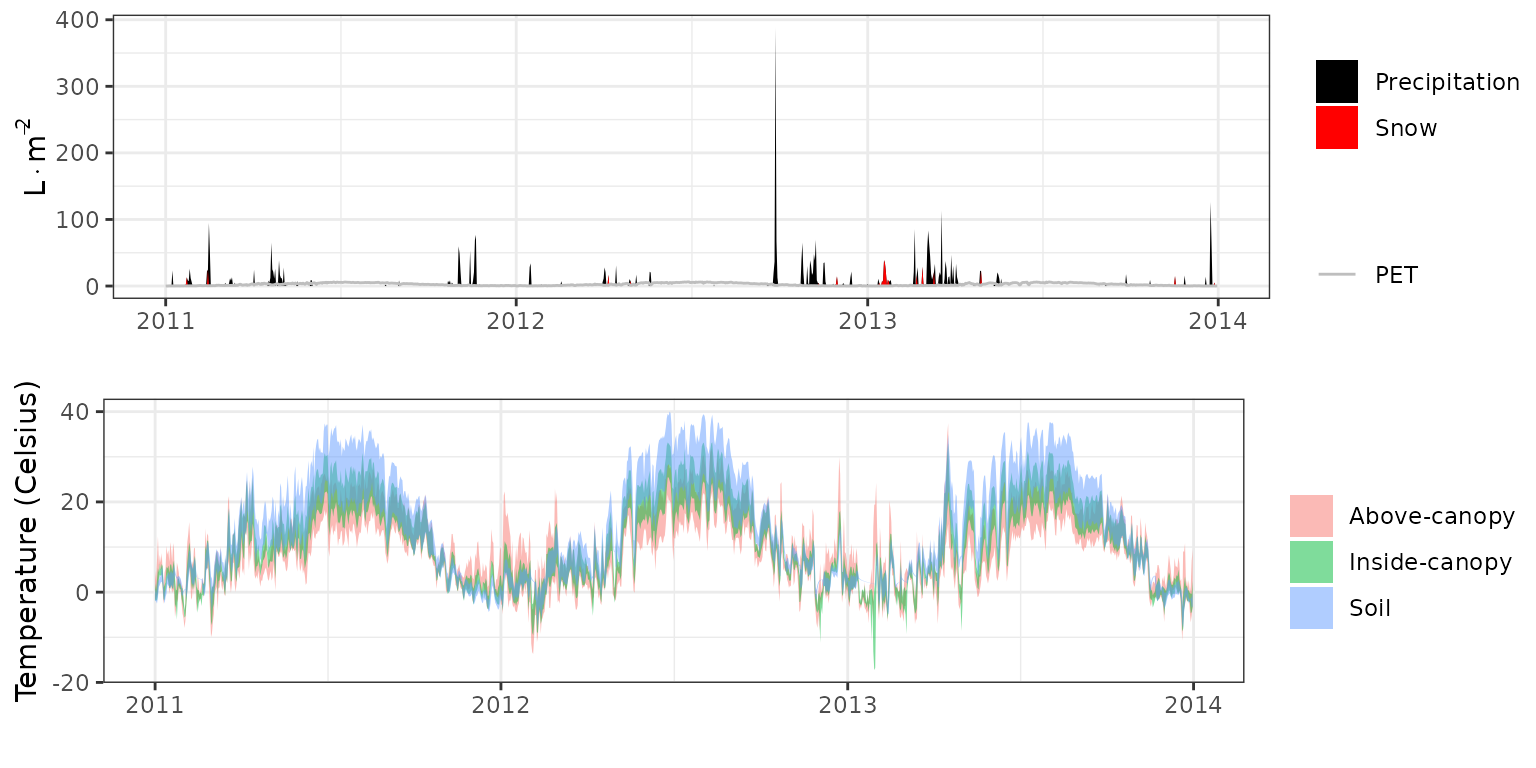 400
300
200
100
0
L · m⁻²
2011 2012 2013 2014
Precipitation
Snow
PET
40
20
0
-20
Temperature (Celsius)
2011 2012 2013 2014
Above-canopy
Inside-canopy
Soil